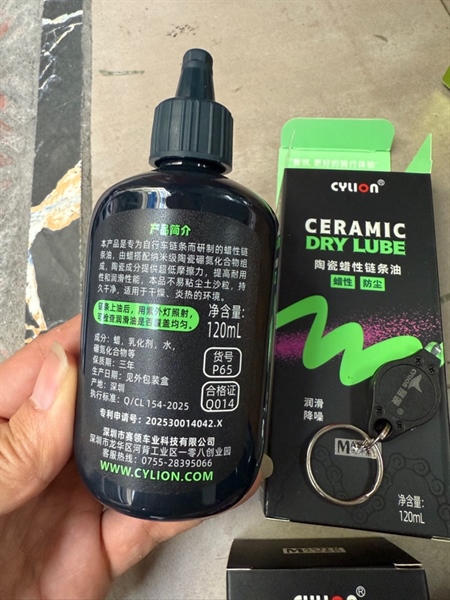 产品简介
本产品是专为自行车链条而研制的蜡性链
条油，由蜡搭配纳米级陶瓷硼氮化合物组
成，陶瓷成分提供超低摩擦力，提高耐用
性和润滑性能，本品不易粘尘土沙粒，持
久干净，适用于干燥、炎热的环境。
链条上油后，用紫外灯照射，
可检查润滑油是否覆盖均匀。
净含量：
120mL
成分：蜡、乳化剂、水，
硼氮化合物等
保质期：三年
生产日期：见外包装盒
产地：深圳
执行标准：Q/CL 154-2025
货号
P65
合格证
Q014
专利申请号：202530014042.X
深圳市赛领车业科技有限公司
深圳市龙华区河背工业区一零八创业园
客服热线：0755-28395066
WWW.CYLION.COM
CYLION®
CERAMIC
DRY LUBE
陶瓷蜡性链条油
蜡性
防尘
润滑
降噪
净含量：
120mL
CYLION®